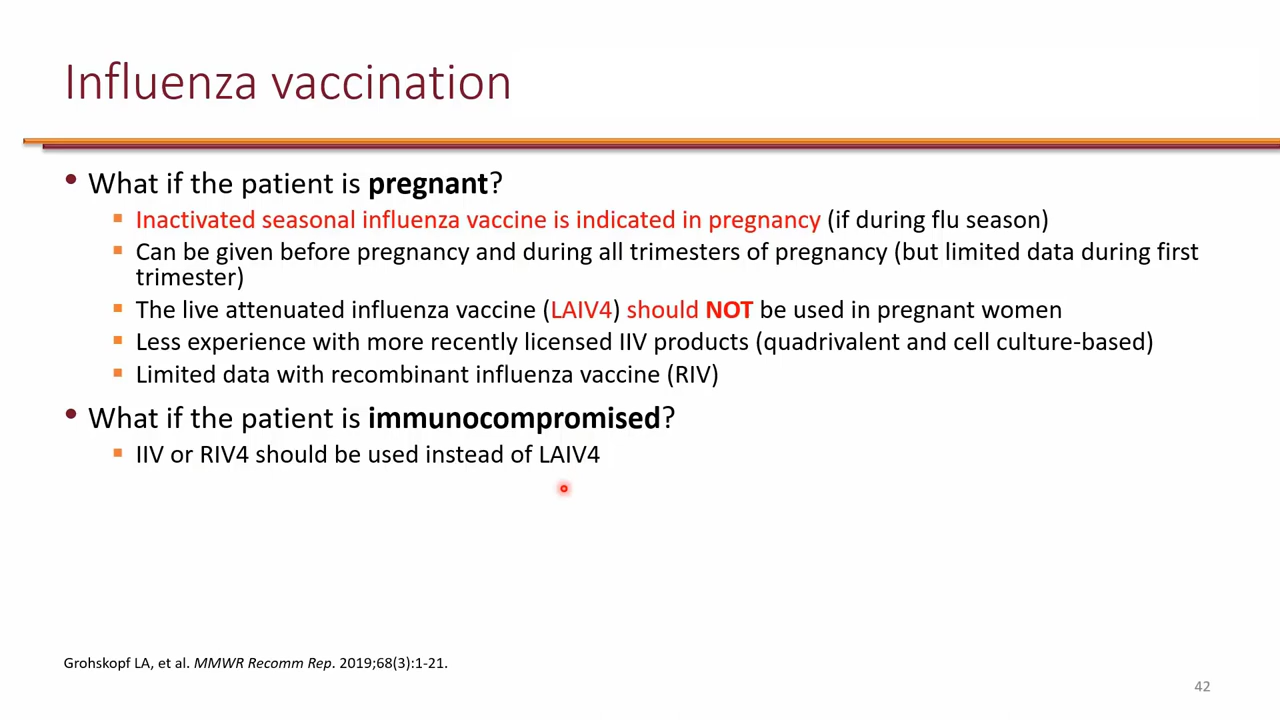 Influenza vaccination
• What if the patient is pregnant?
▪ Inactivated seasonal influenza vaccine is indicated in pregnancy (if during flu season)
▪ Can be given before pregnancy and during all trimesters of pregnancy (but limited data during first
trimester)
▪ The live attenuated influenza vaccine (LAIV4) should NOT be used in pregnant women
▪ Less experience with more recently licensed IIV products (quadrivalent and cell culture-based)
▪ Limited data with recombinant influenza vaccine (RIV)
• What if the patient is immunocompromised?
▪ IIV or RIV4 should be used instead of LAIV4
Grohskopf LA, et al. MMWR Recomm Rep. 2019;68(3):1-21.
42